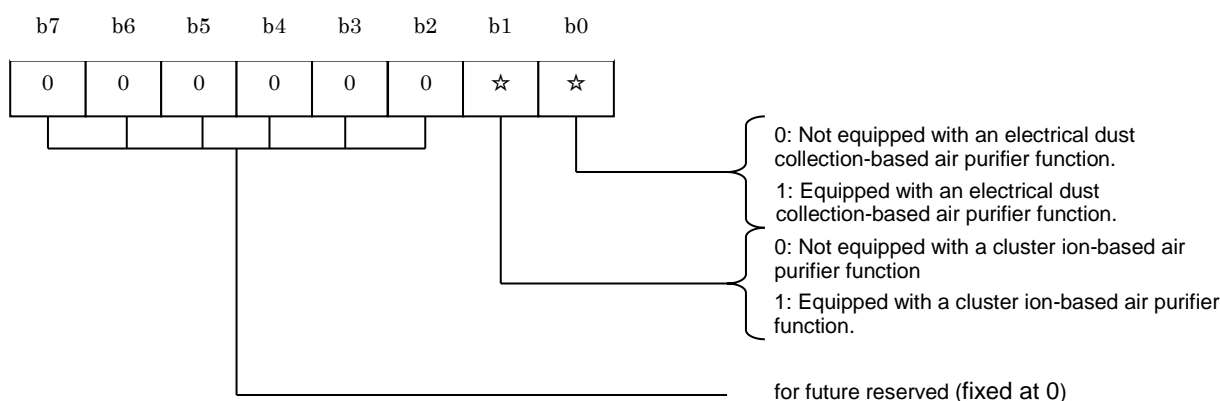 b7 b6 b5 b4 b3 b2 b1 b0
0 0 0 0 0 0 ☆ ☆
0: Not equipped with an electrical dust
collection-based air purifier function.
1: Equipped with an electrical dust
collection-based air purifier function.
0: Not equipped with a cluster ion-based air
purifier function
1: Equipped with a cluster ion-based air purifier
function.
for future reserved (fixed at 0)